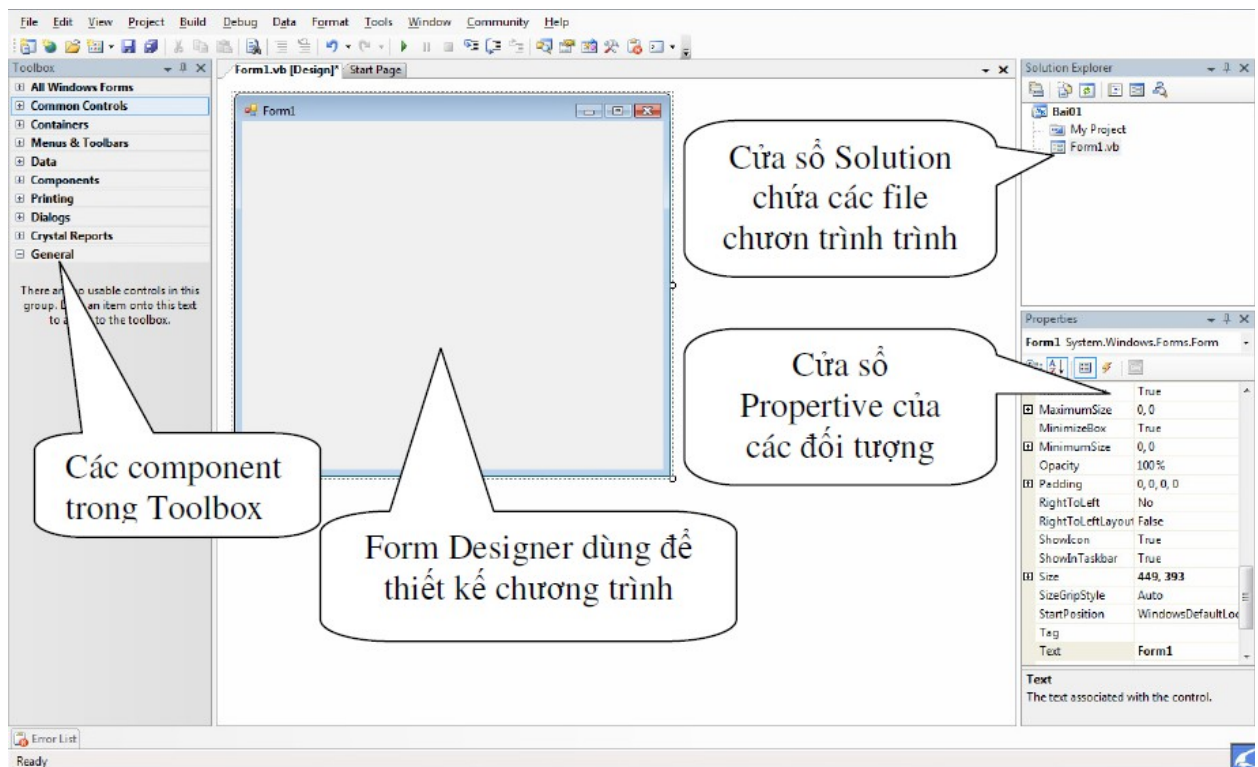 File Edit View Project Build Debug Data Format Tools Window Community Help
Toolbox
Form1.vb [Design]* Start Page
Solution Explorer
All Windows Forms
Common Controls
Containers
Menus & Toolbars
Data
Components
Printing
Dialogs
Crystal Reports
General
There are no usable controls in this
group. an item onto this text
to to the toolbox.
Form1
Bai01
My Project
Form1.vb
Cửa sổ Solution
chứa các file
chươn trình trình
Cửa sổ
Propertive của
các đối tượng
Các component
trong Toolbox
Form Designer dùng để
thiết kế chương trình
Properties
Form1 System.Windows.Forms.Form
True
MaximumSize 0, 0
MinimizeBox True
MinimumSize 0, 0
Opacity 100%
Padding 0, 0, 0, 0
RightToLeft No
RightToLeftLayout False
ShowIcon True
ShowInTaskbar True
Size 449, 393
SizeGripStyle Auto
StartPosition WindowsDefaultLoc
Tag
Text Form1
Text
The text associated with the control.
Error List
Ready